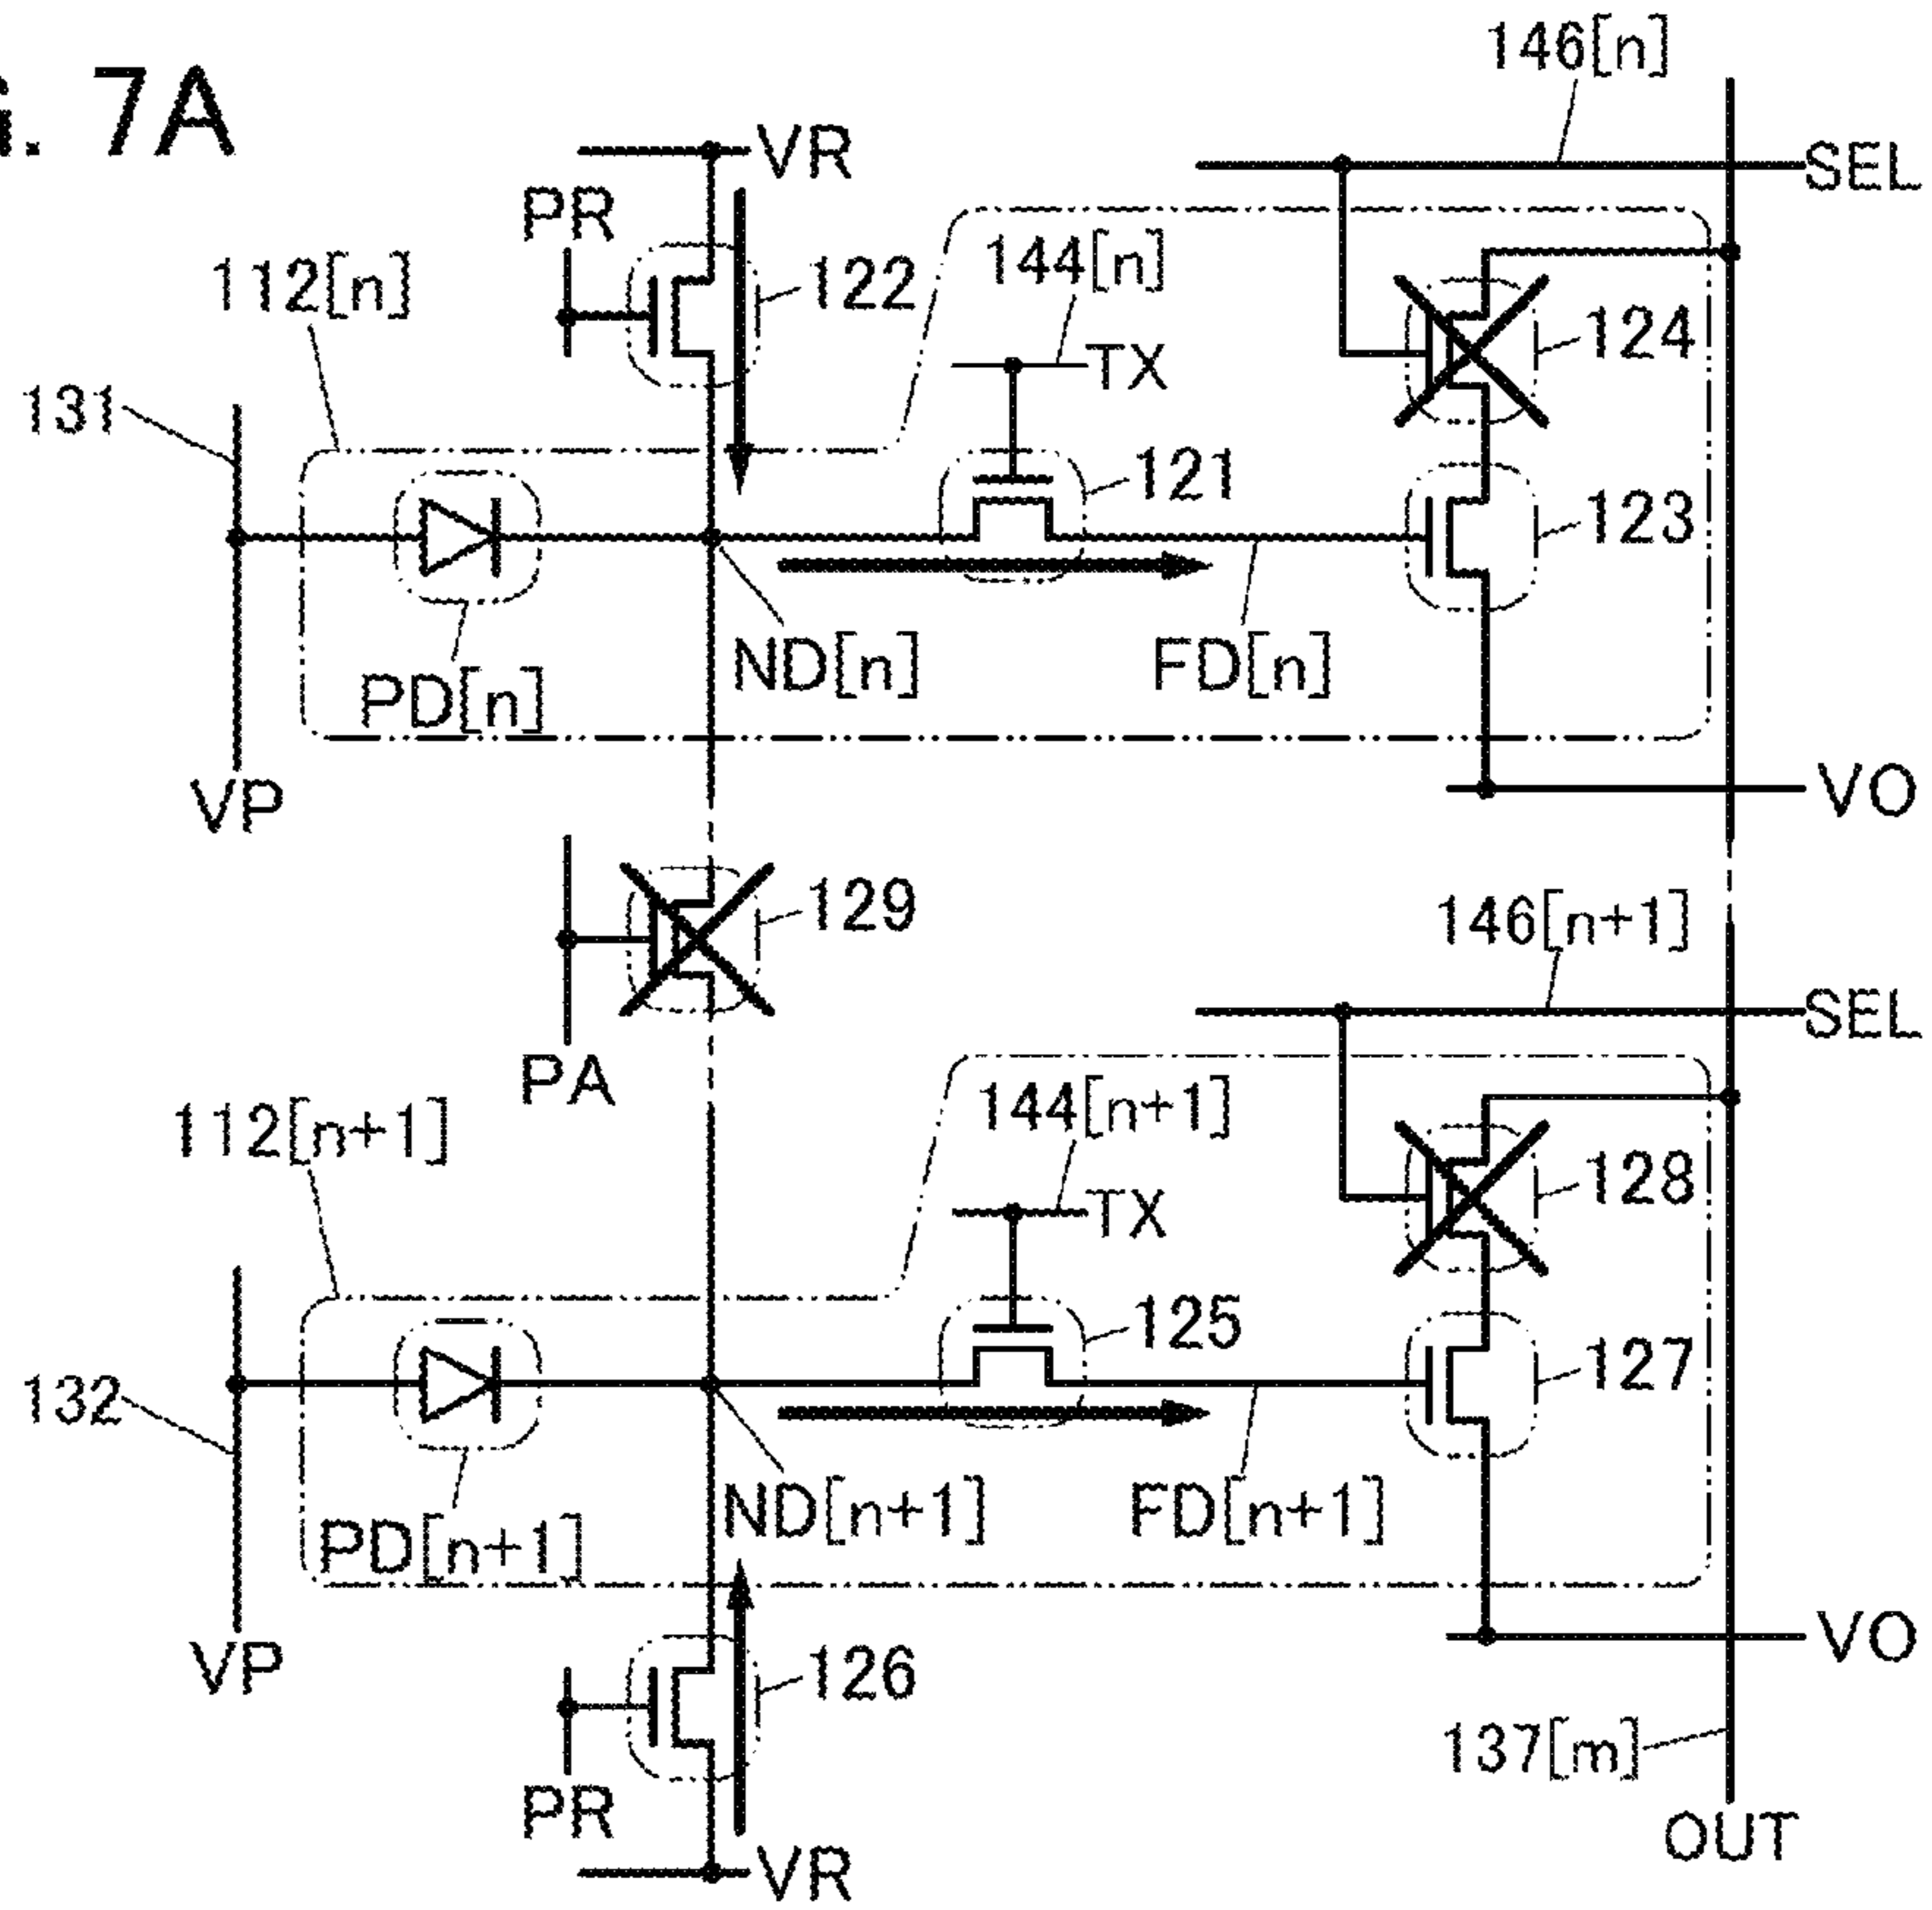 . 7A
146[n]
VR
SEL
PR
112[n]
122
144[n]
124
TX
131
121
123
ND[n]
FD[n]
PD[n]
VP
VO
129
146[n+1]
SEL
PA
112[n+1]
144[n+1]
128
TX
125
127
132
ND[n+1]
FD[n+1]
PD[n+1]
VP
VO
126
137[m]
PR
OUT
VR